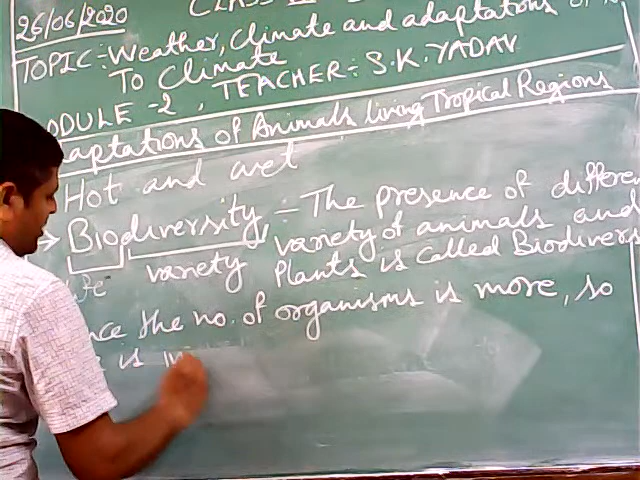 26/06/2020 CLASS
TOPIC:- Weather, Climate and adaptations of
To Climate
ODULE -2, TEACHER:- S.K. YADAV
aptations of Animals living Tropical Regions
Hot and wet
→ Biodiversity :- The presence of differen
variety of animals and
variety Plants is called Biodivers
nce the no. of organisms is more, so
is in